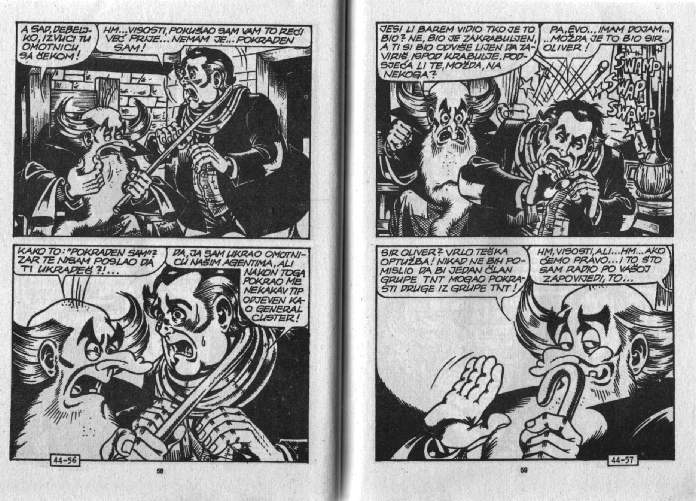 A SAD, DEBELJ-
KO, IZVUCI TU
OMOTNICU,
SA ČEKOM!
HM... VISOSTI, POKUŠAO SAM VAM TO REĆI
VEĆ PRIJE... NEMAM JE... POKRADEN
SAM!
KAKO TO: "POKRADEN SAM"?
ZAR TE NISAM POSLAO DA
TI UKRADEŠ?!...
DA, JA SAM UKRAO OMOTNI-
CU NAŠIM AGENTIMA, ALI
NAKON TOGA
POKRAO ME
NEKAKAV TIP
ODJEVEN KA-
O GENERAL
CUSTER!
44-56
58
JESI LI BAREM VIDIO TKO JE TO
BIO? NE, BIO JE ZAKRABULJEN,
A TI SI BIO ODVIŠE LIJEN DA ZA-
VIRIŠ ISPOD KRABULJE. POD-
SJEĆA LI TE, MOŽDA, NA
NEKOGA?
PA, EVO... IMAM DOJAM...
...MOŽDA JE TO BIO SIR
OLIVER!
SWAMP
SWAP
SWAMP
SIR OLIVER? VRLO TEŠKA
OPTUŽBA! NIKAD NE BIH PO-
MISLIO DA BI JEDAN ČLAN
GRUPE TNT MOGAO POKRA-
STI DRUGE IZ GRUPE TNT!
HM, VISOSTI, ALI... HM... AKO
ĆEMO PRAVO... I TO ŠTO
SAM RADIO PO VAŠOJ
ZAPOVIJEDI, TO...
44-57
59